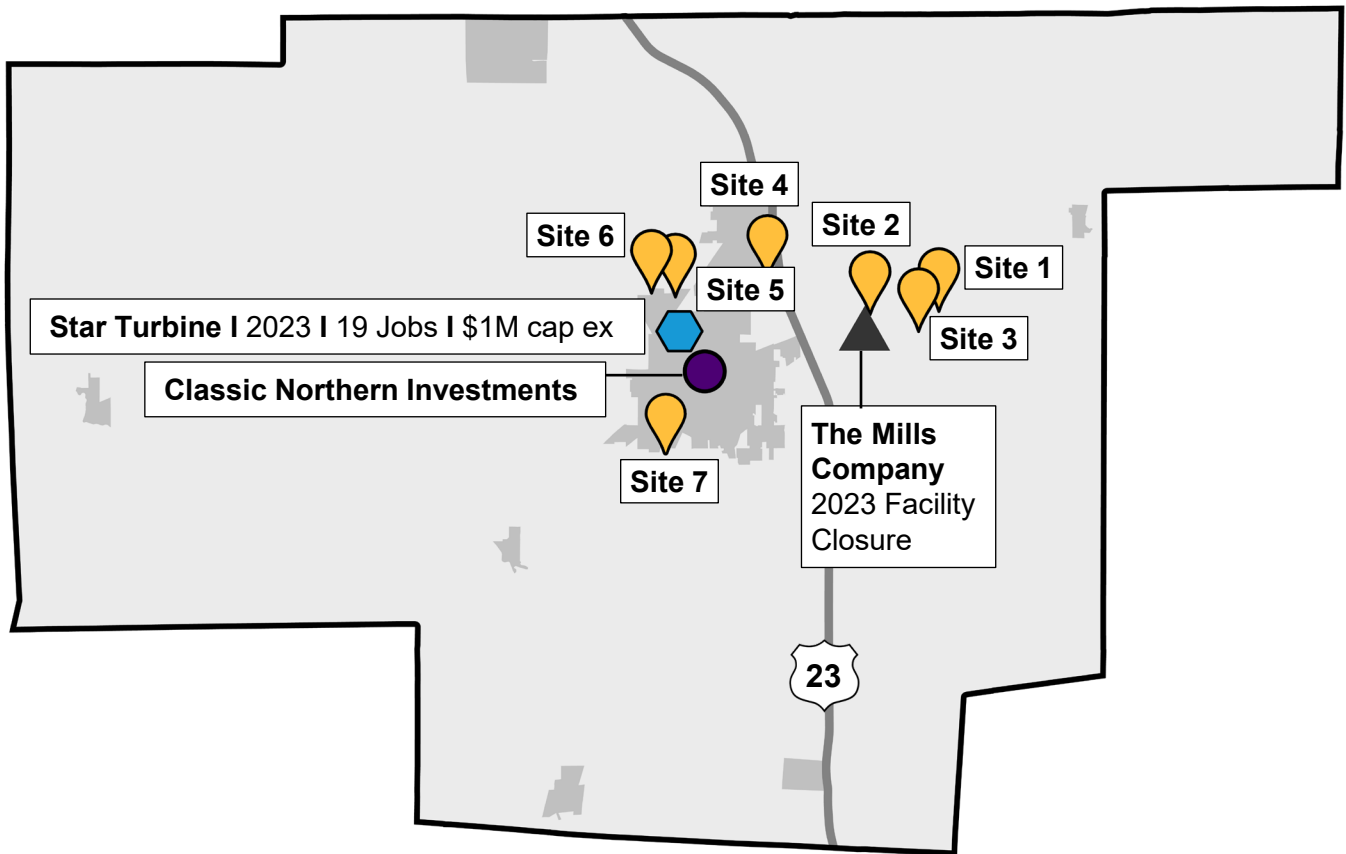 Site 4
Site 2
Site 6
Site 1
Site 5
Star Turbine I 2023 I 19 Jobs I $1M cap ex
Site 3
Classic Northern Investments
The Mills
Company
2023 Facility
Closure
Site 7
23